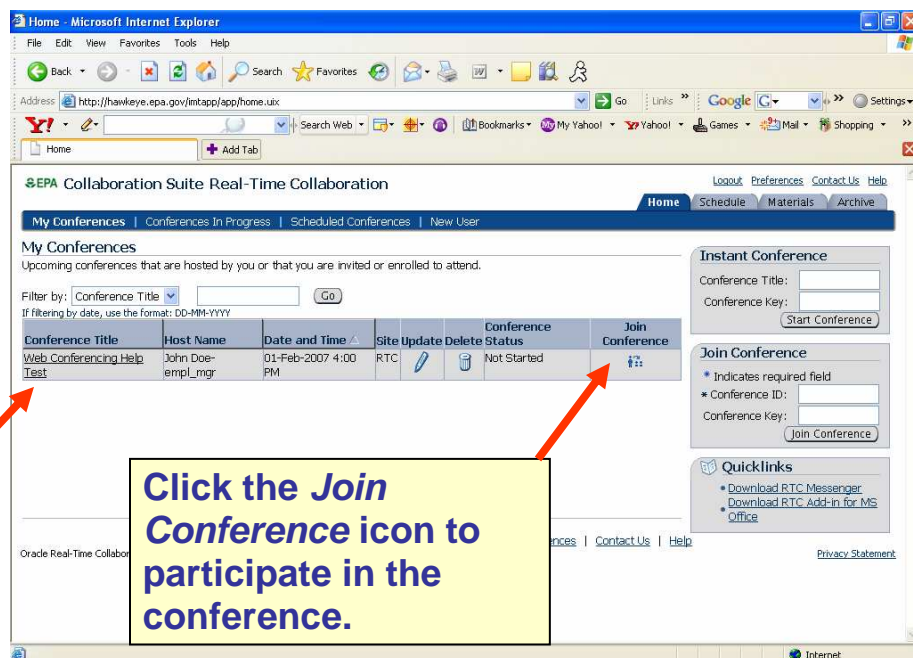 Home - Microsoft Internet Explorer
File Edit View Favorites Tools Help
Back Search Favorites
Address http://hawkeye.epa.gov/imtapp/app/home.uix Go Links » Google G Settings
Y! Search Web Bookmarks My Yahoo! Yahoo! Games Mail Shopping »
Home Add Tab
EPA Collaboration Suite Real-Time Collaboration
Logout Preferences Contact Us Help
Home Schedule Materials Archive
My Conferences | Conferences In Progress | Scheduled Conferences | New User
My Conferences
Upcoming conferences that are hosted by you or that you are invited or enrolled to attend.
Filter by: Conference Title Go
If filtering by date, use the format: DD-MM-YYYY
Conference Title Host Name Date and Time Site Update Delete Conference Status Join Conference
Web Conferencing Help Test John Doe-empl_mgr 01-Feb-2007 4:00 PM RTC Not Started
Instant Conference
Conference Title:
Conference Key:
Start Conference
Join Conference
* Indicates required field
* Conference ID:
Conference Key:
Join Conference
Quicklinks
Download RTC Messenger
Download RTC Add-in for MS
Office
Click the Join
Conference icon to
participate in the
conference.
| Contact Us | Help
Oracle Real-Time
Privacy Statement
Internet